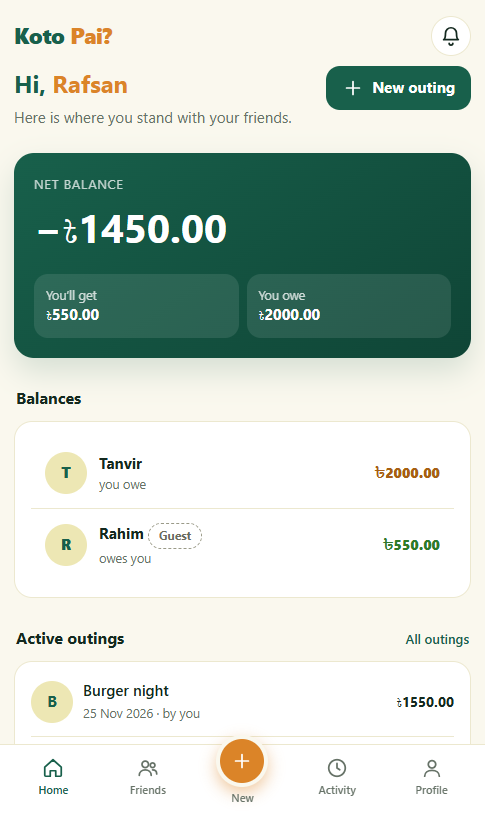 Koto Pai?
Hi, Rafsan
New outing
Here is where you stand with your friends.
NET BALANCE
−৳1450.00
You'll get
৳550.00
You owe
৳2000.00
Balances
T
Tanvir
you owe
৳2000.00
R
Rahim Guest
owes you
৳550.00
Active outings
All outings
B
Burger night
25 Nov 2026 · by you
৳1550.00
Home
Friends
New
Activity
Profile